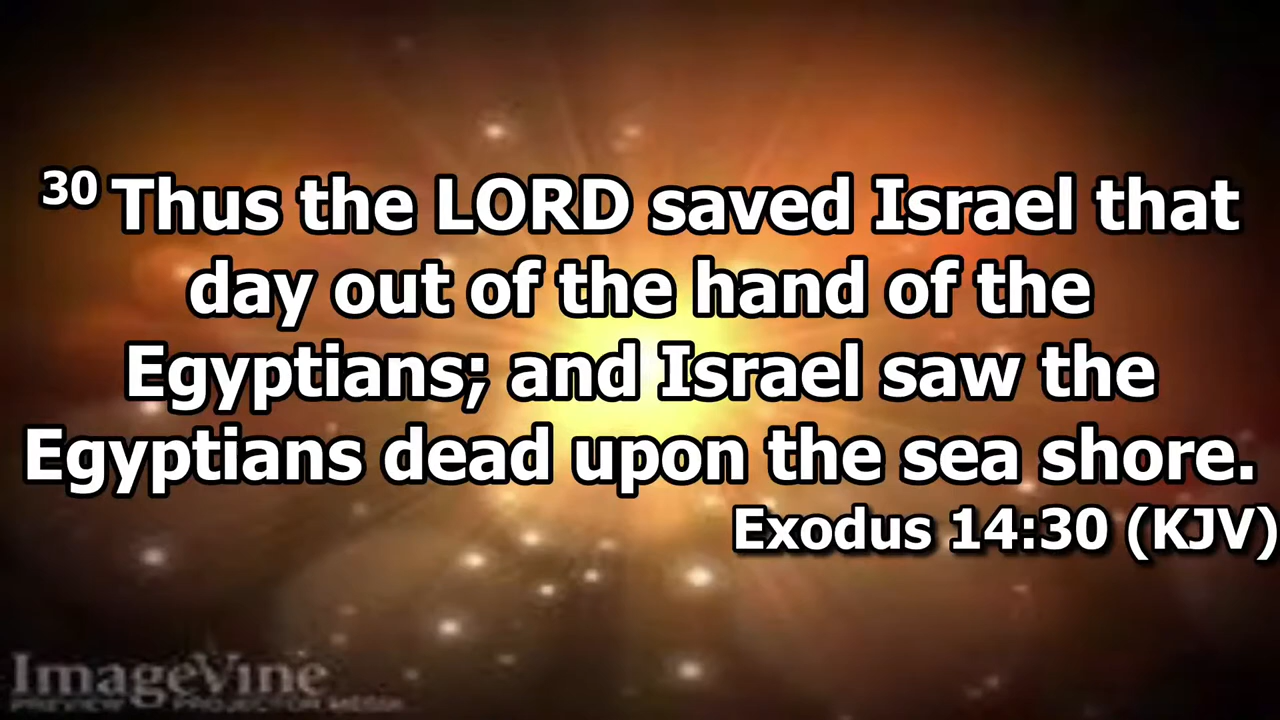 30 Thus the LORD saved Israel that
day out of the hand of the
Egyptians; and Israel saw the
Egyptians dead upon the sea shore.
Exodus 14:30 (KJV)
ImageVine
PREVIEW PROJECTOR MEDIA